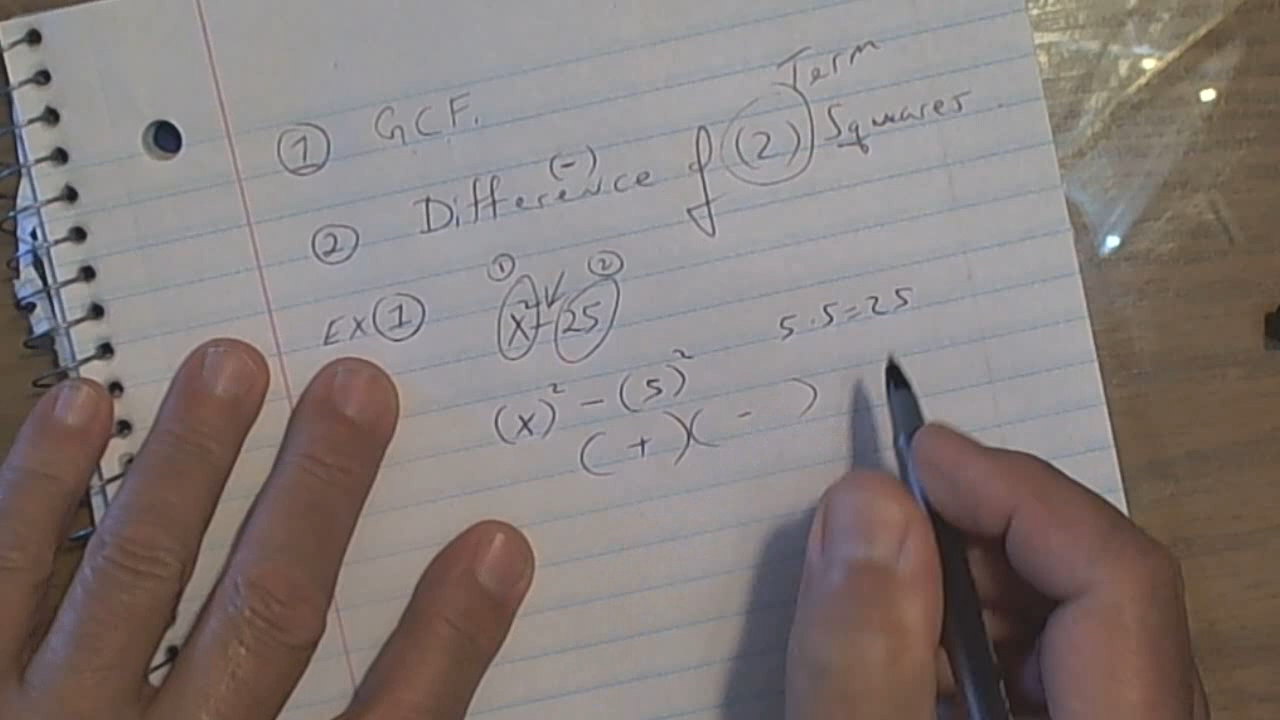 ① GCF.
② Difference (-) of (2) Term Squares
① ②
Ex ① x² - 25
5.5=25
(x)² - (5)²
( + )( - )